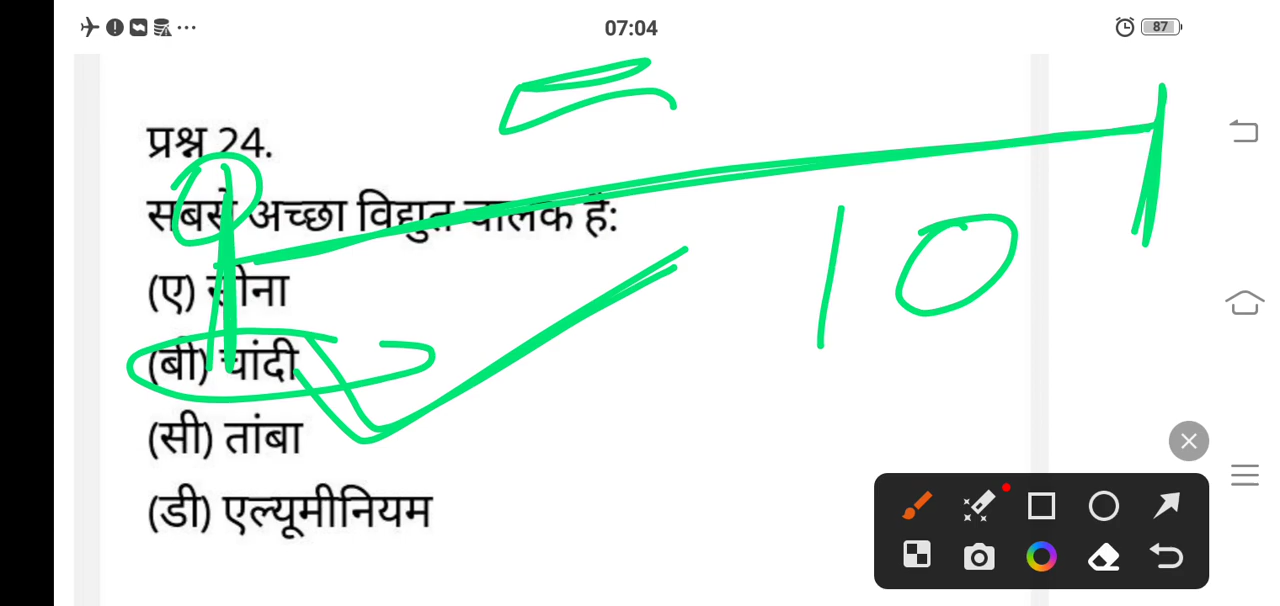 07:04
87
प्रश्न 24.
सबसे अच्छा विद्युत चालक है:
(ए) सोना
(बी) चांदी
(सी) तांबा
(डी) एल्यूमीनियम
10